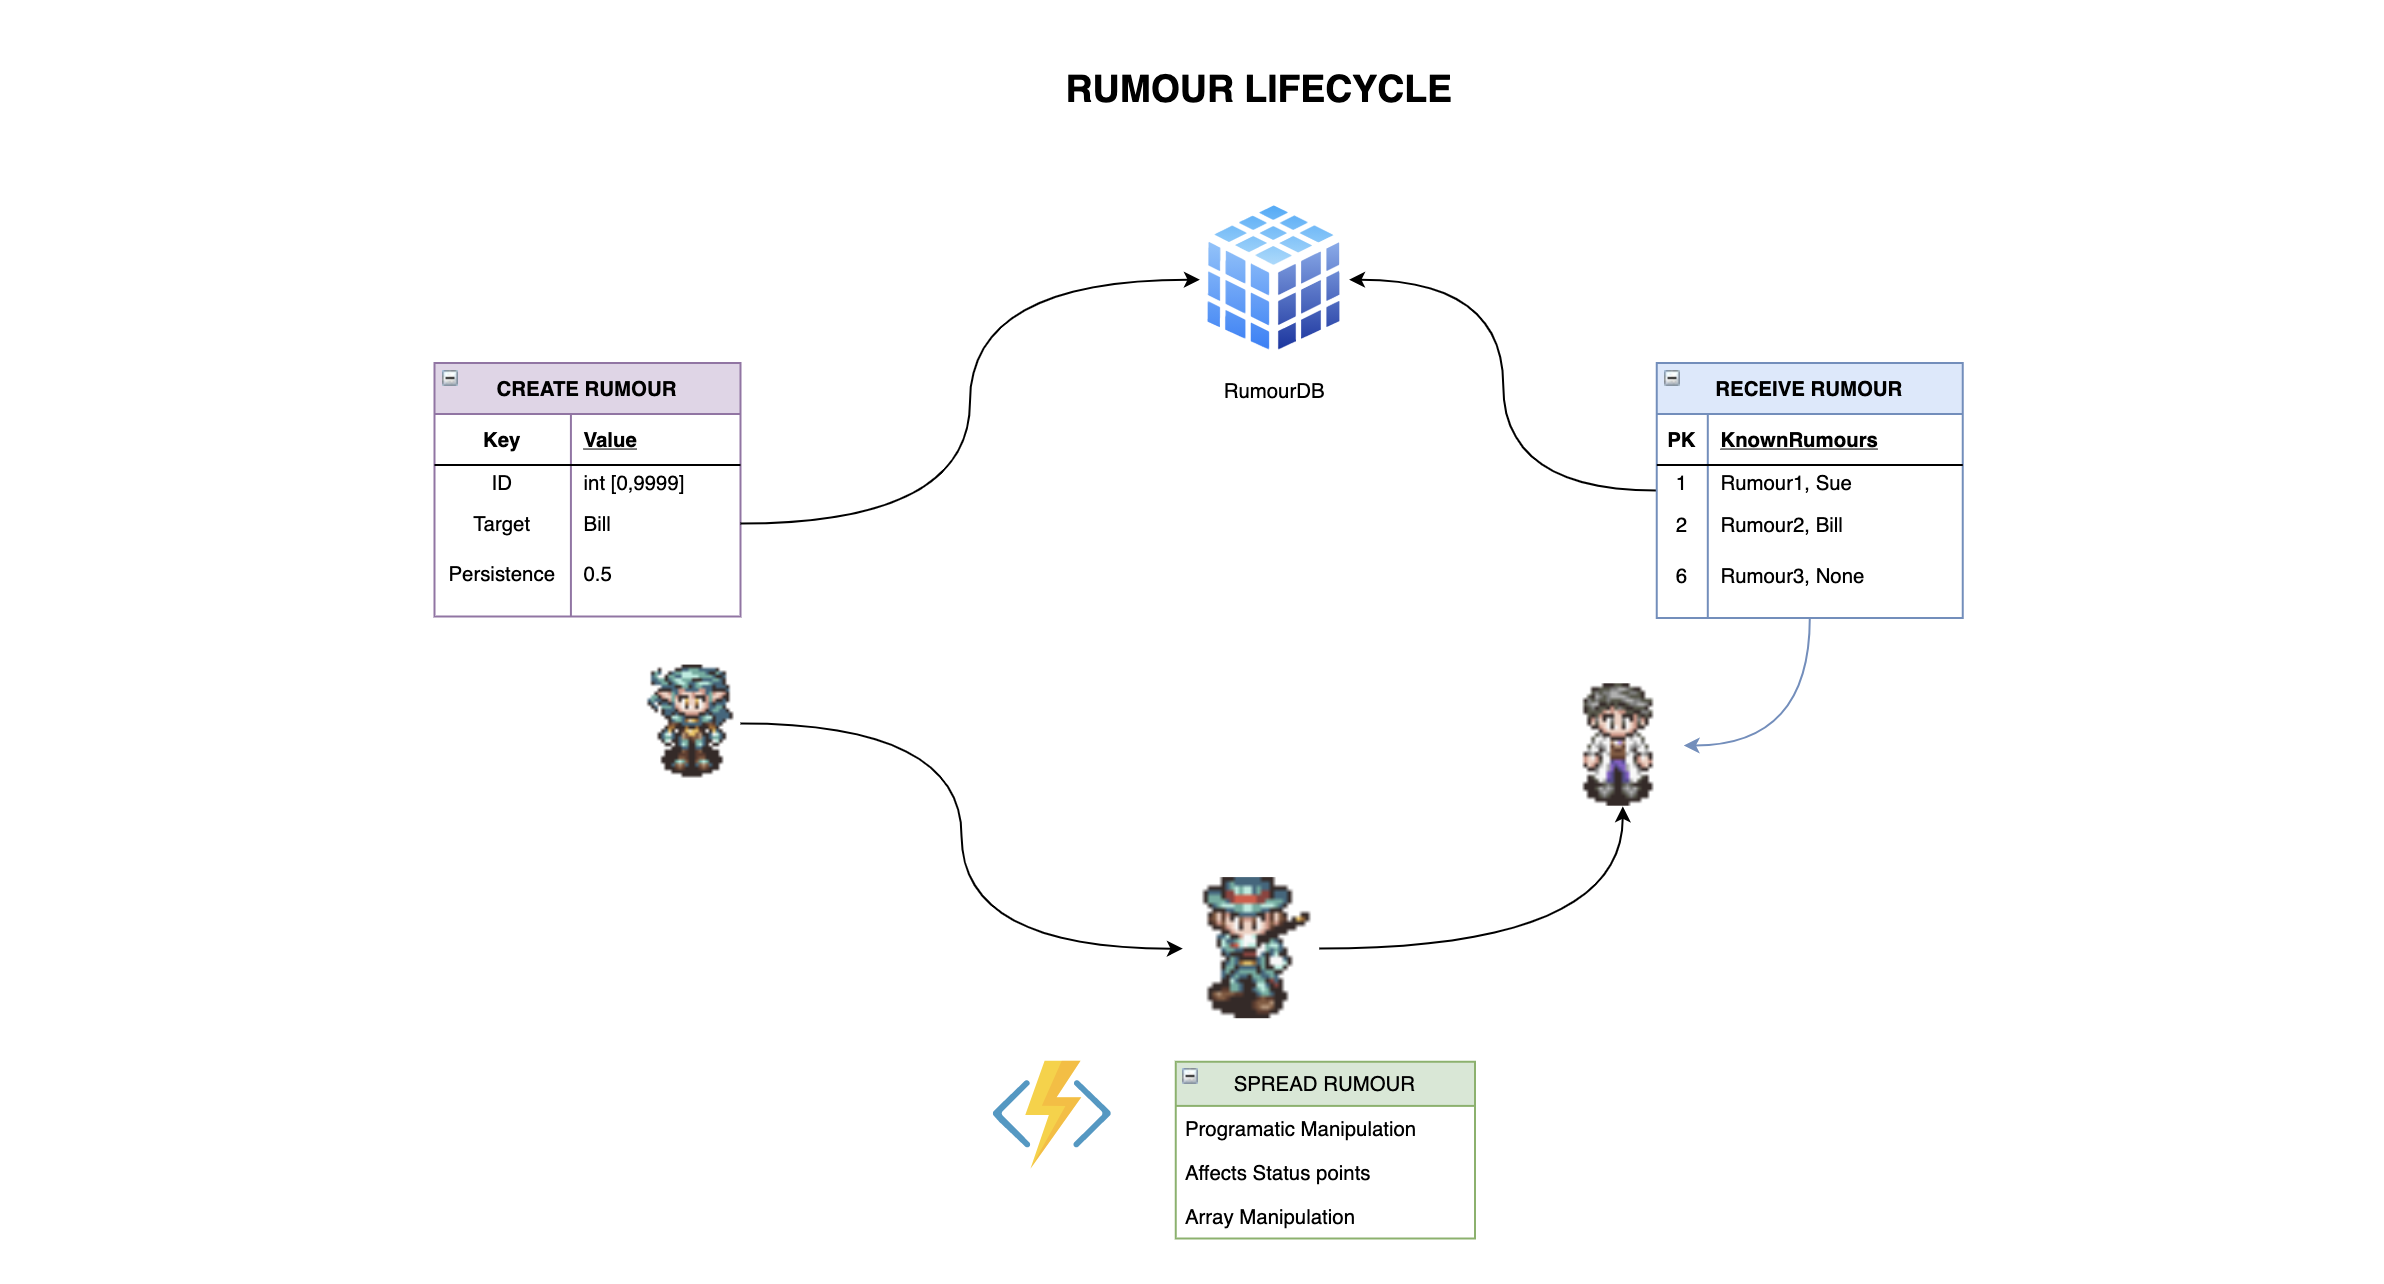 RUMOUR LIFECYCLE
RumourDB
CREATE RUMOUR
Key Value
ID int [0,9999]
Target Bill
Persistence 0.5
RECEIVE RUMOUR
PK KnownRumours
1 Rumour1, Sue
2 Rumour2, Bill
6 Rumour3, None
SPREAD RUMOUR
Programatic Manipulation
Affects Status points
Array Manipulation